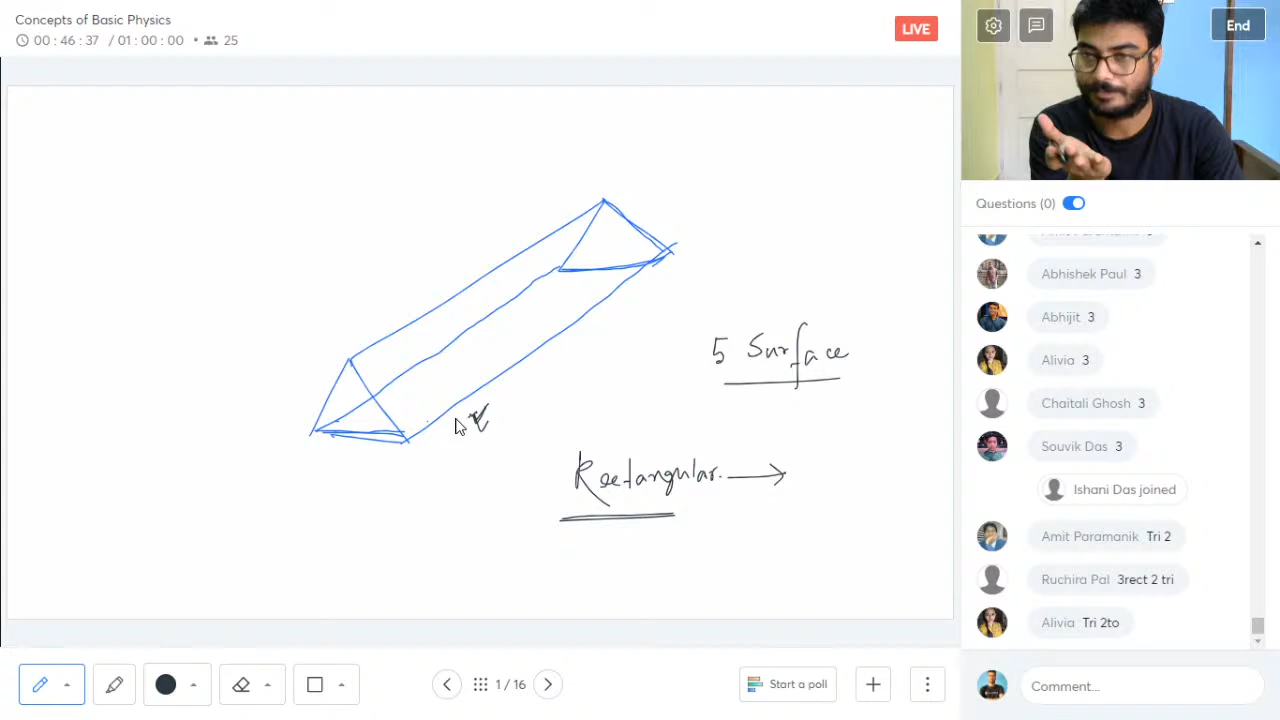 Concepts of Basic Physics
00 : 46 : 37 / 01 : 00 : 00 • 25
LIVE
End
Questions (0)
Abhishek Paul 3
Abhijit 3
Alivia 3
Chaitali Ghosh 3
Souvik Das 3
Ishani Das joined
Amit Paramanik Tri 2
Ruchira Pal 3rect 2 tri
Alivia Tri 2to
5 Surface
Rectangular. →
1 / 16
Start a poll
Comment...